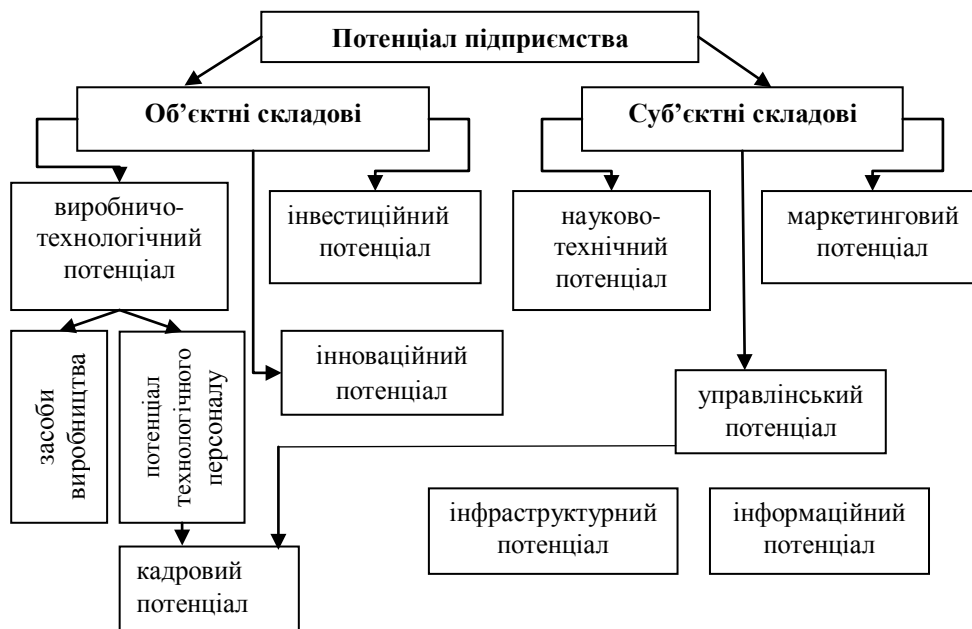 Потенціал підприємства
Об’єктні складові
Суб’єктні складові
виробничо-
технологічний
потенціал
інвестиційний
потенціал
науково-
технічний
потенціал
маркетинговий
потенціал
засоби
виробництва
потенціал
технологічного
персоналу
інноваційний
потенціал
управлінський
потенціал
інфраструктурний
потенціал
інформаційний
потенціал
кадровий
потенціал